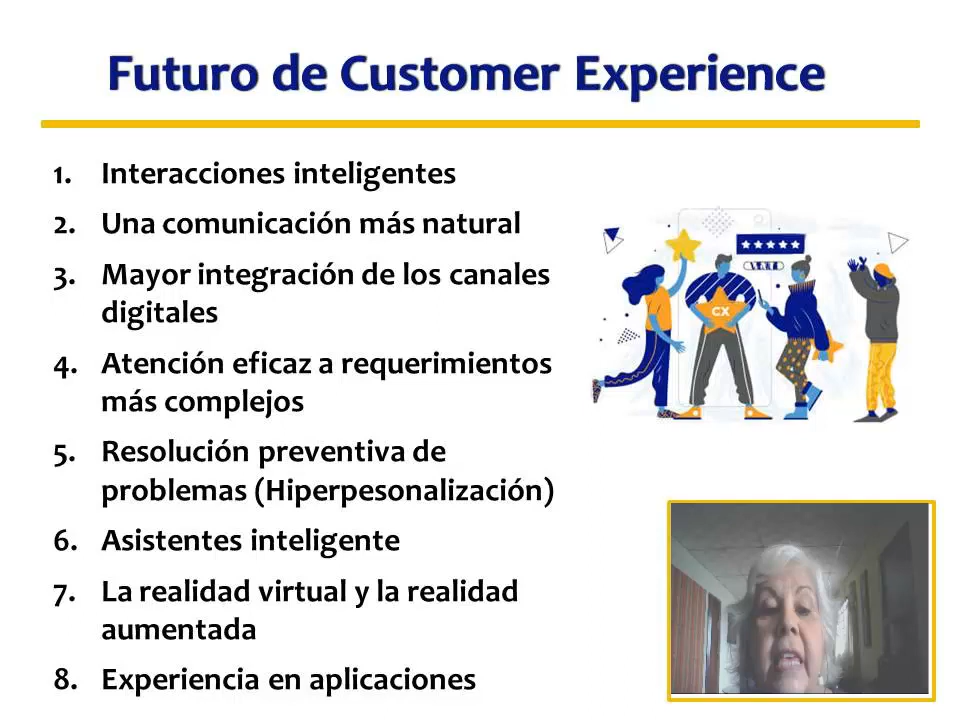 Futuro de Customer Experience
1. Interacciones inteligentes
2. Una comunicación más natural
3. Mayor integración de los canales
digitales
4. Atención eficaz a requerimientos
más complejos
5. Resolución preventiva de
problemas (Hiperpesonalización)
6. Asistentes inteligente
7. La realidad virtual y la realidad
aumentada
8. Experiencia en aplicaciones
CX